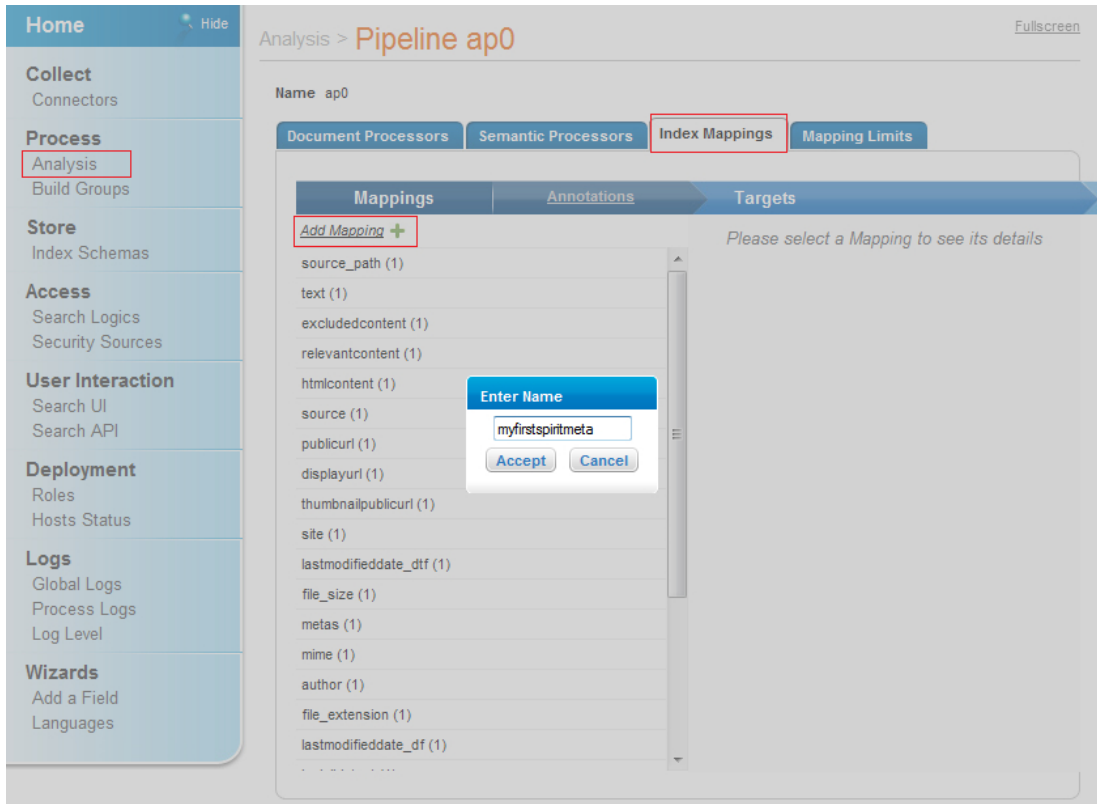 Home
Hide
Collect
Connectors
Process
Analysis
Build Groups
Store
Index Schemas
Access
Search Logics
Security Sources
User Interaction
Search UI
Search API
Deployment
Roles
Hosts Status
Logs
Global Logs
Process Logs
Log Level
Wizards
Add a Field
Languages
Analysis > Pipeline ap0
Fullscreen
Name ap0
Document Processors
Semantic Processors
Index Mappings
Mapping Limits
Mappings
Annotations
Targets
Add Mapping
Please select a Mapping to see its details
source_path (1)
text (1)
excludedcontent (1)
relevantcontent (1)
htmlcontent (1)
source (1)
publicurl (1)
displayurl (1)
thumbnailpublicurl (1)
site (1)
lastmodifieddate_dtf (1)
file_size (1)
metas (1)
mime (1)
author (1)
file_extension (1)
lastmodifieddate_df (1)
Enter Name
myfirstspiritmeta
Accept Cancel